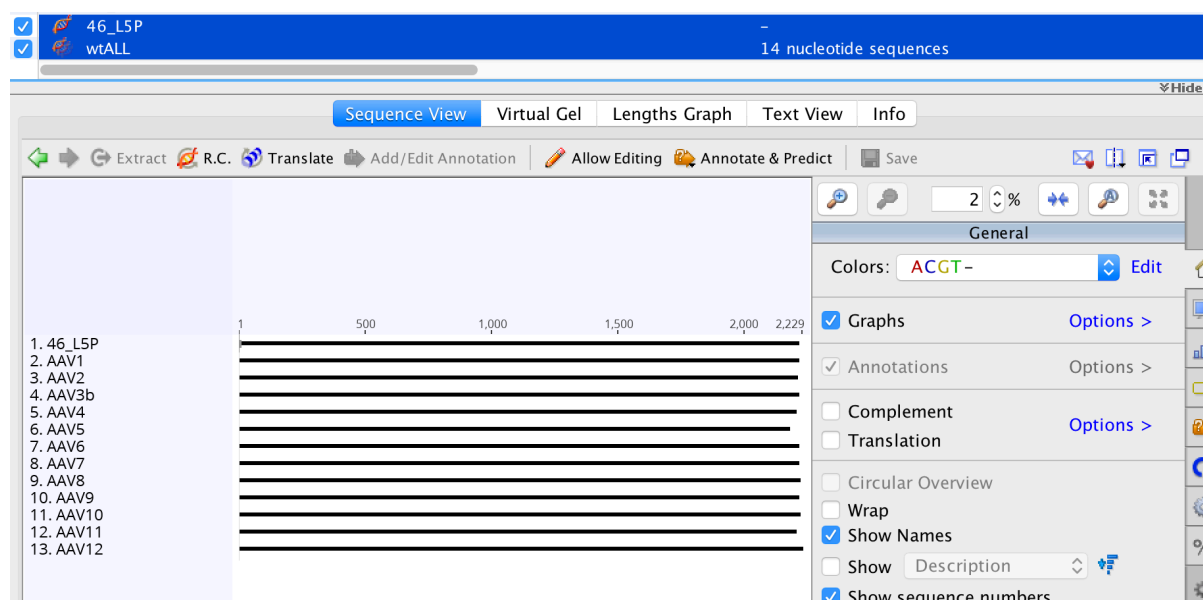 46_L5P –
wtALL 14 nucleotide sequences
Hide
Sequence View Virtual Gel Lengths Graph Text View Info
Extract R.C. Translate Add/Edit Annotation Allow Editing Annotate & Predict Save
2 %
General
Colors: ACGT– Edit
1 500 1,000 1,500 2,000 2,229
Graphs Options >
1. 46_L5P
2. AAV1
3. AAV2
4. AAV3b
5. AAV4
6. AAV5
7. AAV6
8. AAV7
9. AAV8
10. AAV9
11. AAV10
12. AAV11
13. AAV12
Annotations Options >
Complement
Options >
Translation
Circular Overview
Wrap
Show Names
Show Description
Show sequence numbers